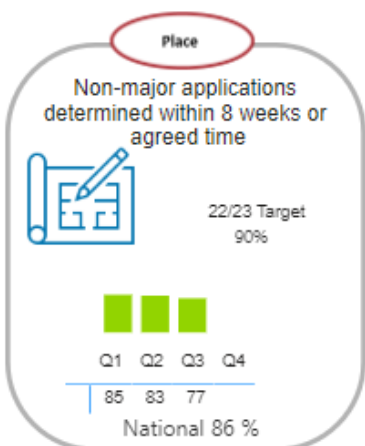 Place
Non-major applications
determined within 8 weeks or
agreed time
22/23 Target
90%
Q1 Q2 Q3 Q4
85 83 77
National 86 %